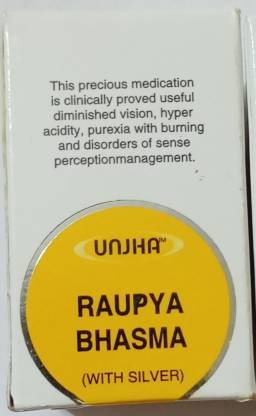 This precious medication
is clinically proved useful
diminished vision, hyper
acidity, purexia with burning
and disorders of sense
perceptionmanagement.
UNJHA™
RAUPYA
BHASMA
(WITH SILVER)